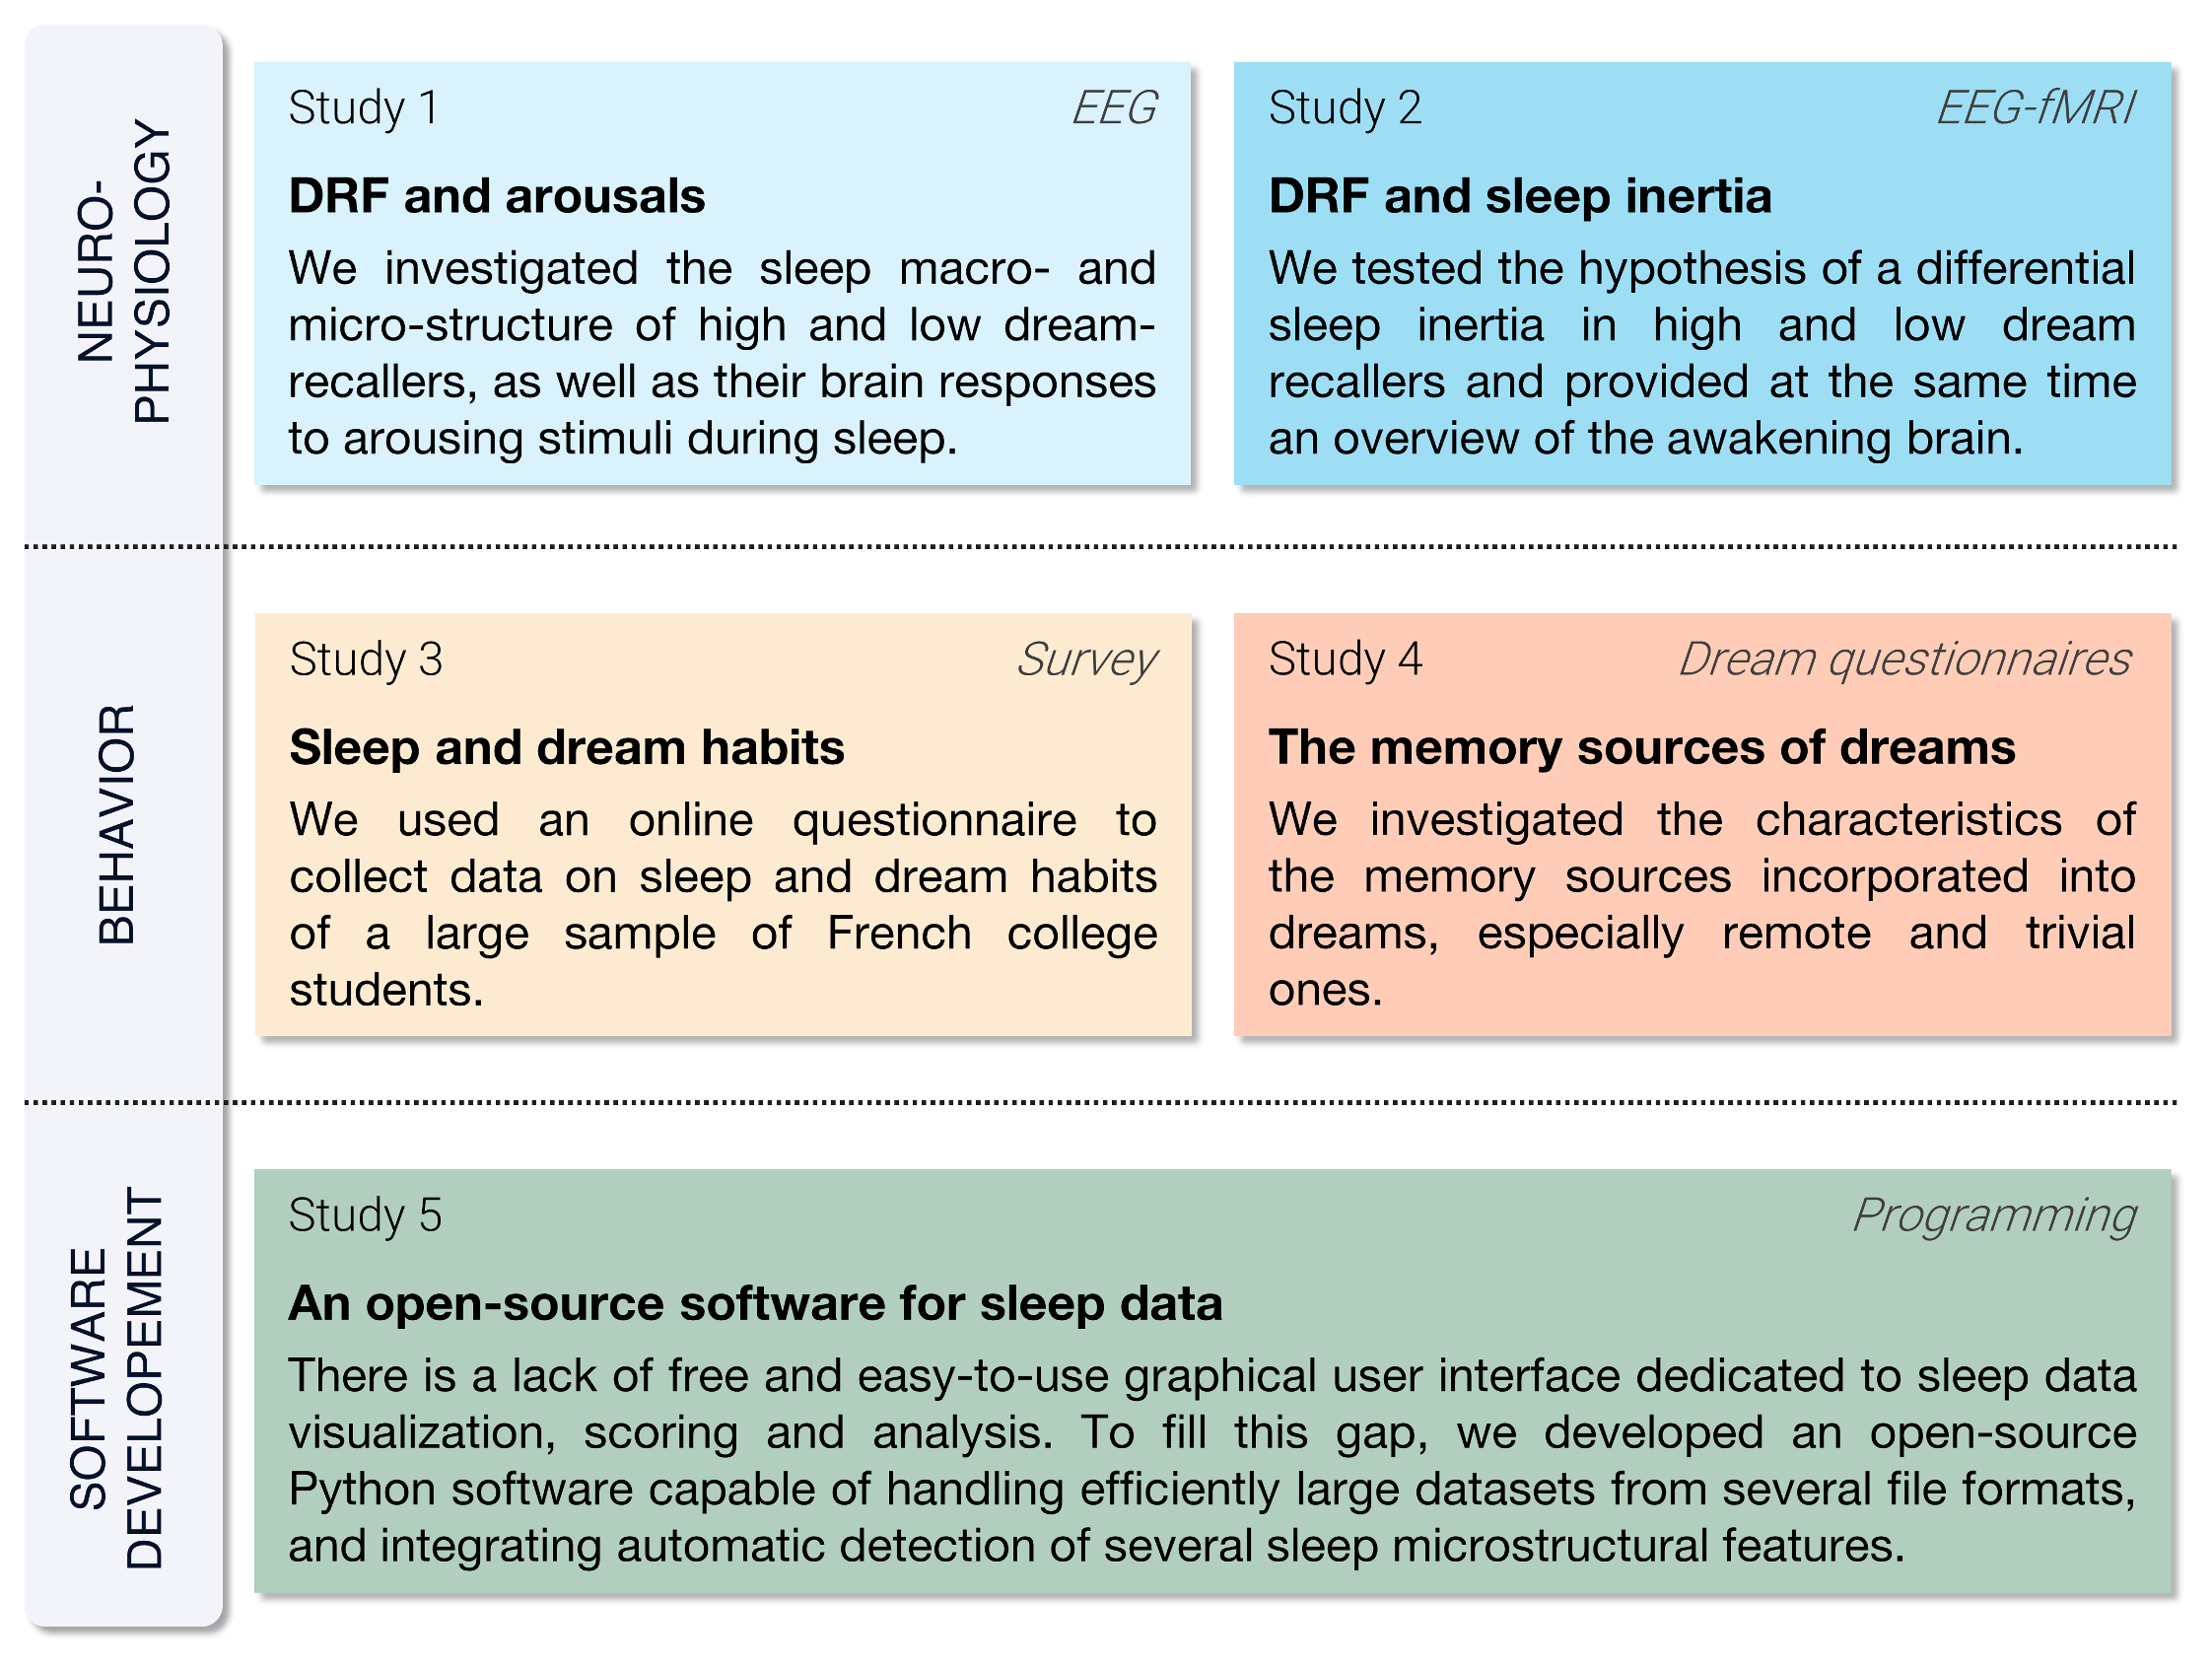 NEURO-
PHYSIOLOGY
Study 1
EEG
DRF and arousals
We investigated the sleep macro- and
micro-structure of high and low dream-
recallers, as well as their brain responses
to arousing stimuli during sleep.
Study 2
EEG-fMRI
DRF and sleep inertia
We tested the hypothesis of a differential
sleep inertia in high and low dream
recallers and provided at the same time
an overview of the awakening brain.
BEHAVIOR
Study 3
Survey
Sleep and dream habits
We used an online questionnaire to
collect data on sleep and dream habits
of a large sample of French college
students.
Study 4
Dream questionnaires
The memory sources of dreams
We investigated the characteristics of
the memory sources incorporated into
dreams, especially remote and trivial
ones.
SOFTWARE
DEVELOPEMENT
Study 5
Programming
An open-source software for sleep data
There is a lack of free and easy-to-use graphical user interface dedicated to sleep data
visualization, scoring and analysis. To fill this gap, we developed an open-source
Python software capable of handling efficiently large datasets from several file formats,
and integrating automatic detection of several sleep microstructural features.